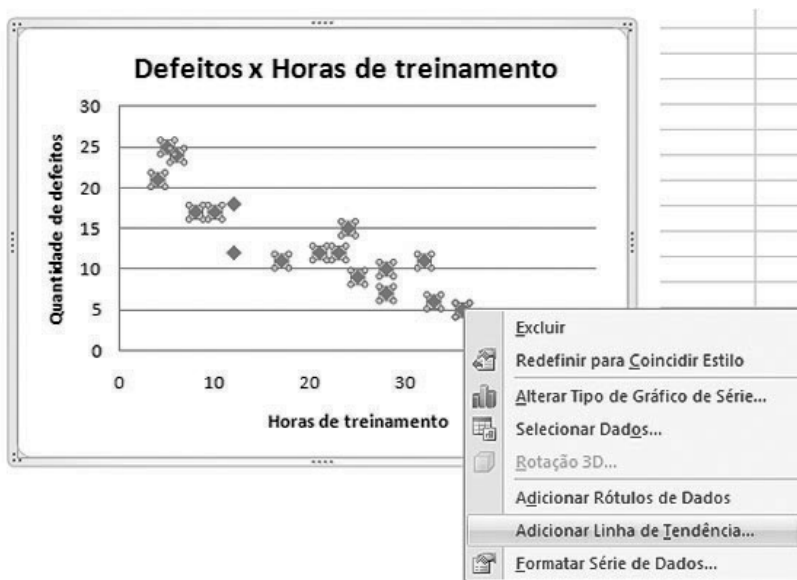 Defeitos x Horas de treinamento
Quantidade de defeitos
30
25
20
15
10
5
0
0 10 20 30
Horas de treinamento
Excluir
Redefinir para Coincidir Estilo
Alterar Tipo de Gráfico de Série...
Selecionar Dados...
Rotação 3D...
Adicionar Rótulos de Dados
Adicionar Linha de Tendência...
Formatar Série de Dados...